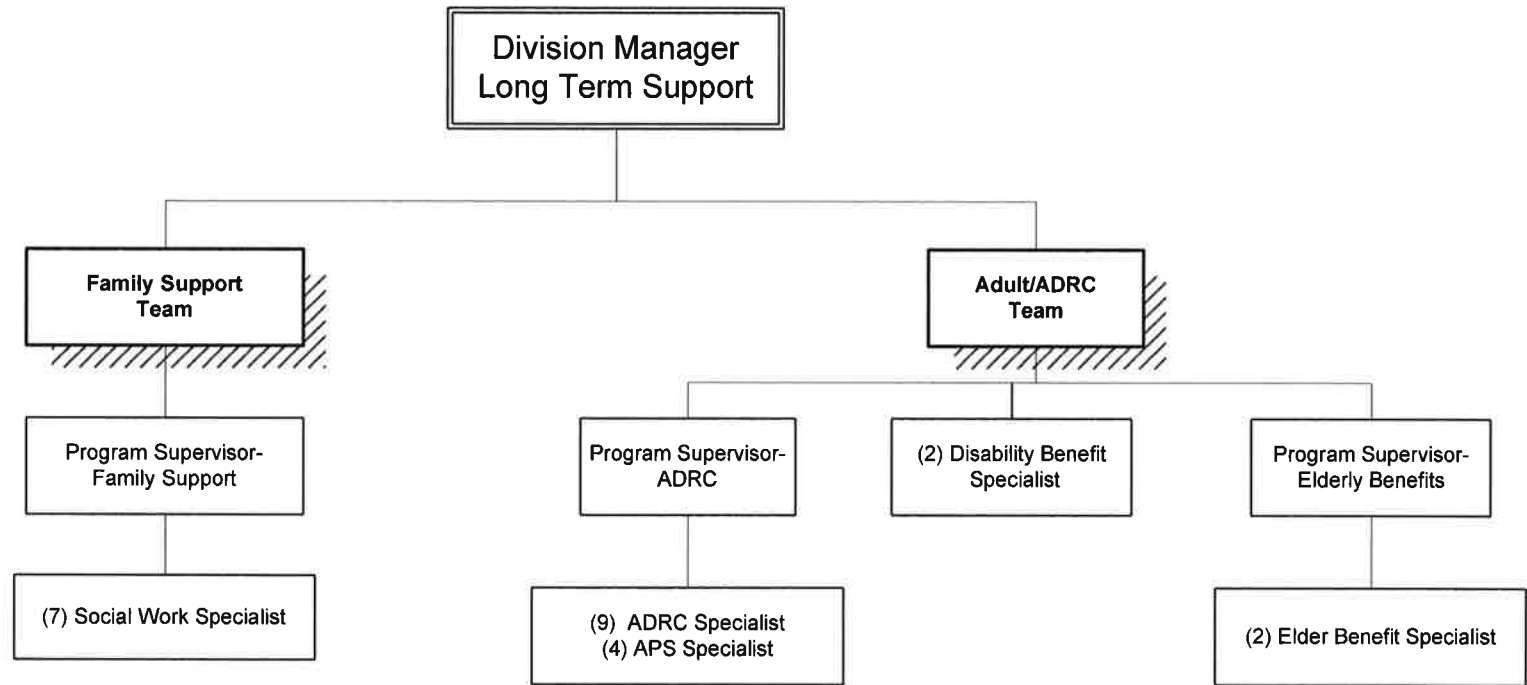 Division Manager
Long Term Support
Family Support
Team
Adult/ADRC
Team
Program Supervisor-
Family Support
Program Supervisor-
ADRC
(2) Disability Benefit
Specialist
Program Supervisor-
Elderly Benefits
(7) Social Work Specialist
(9) ADRC Specialist
(4) APS Specialist
(2) Elder Benefit Specialist